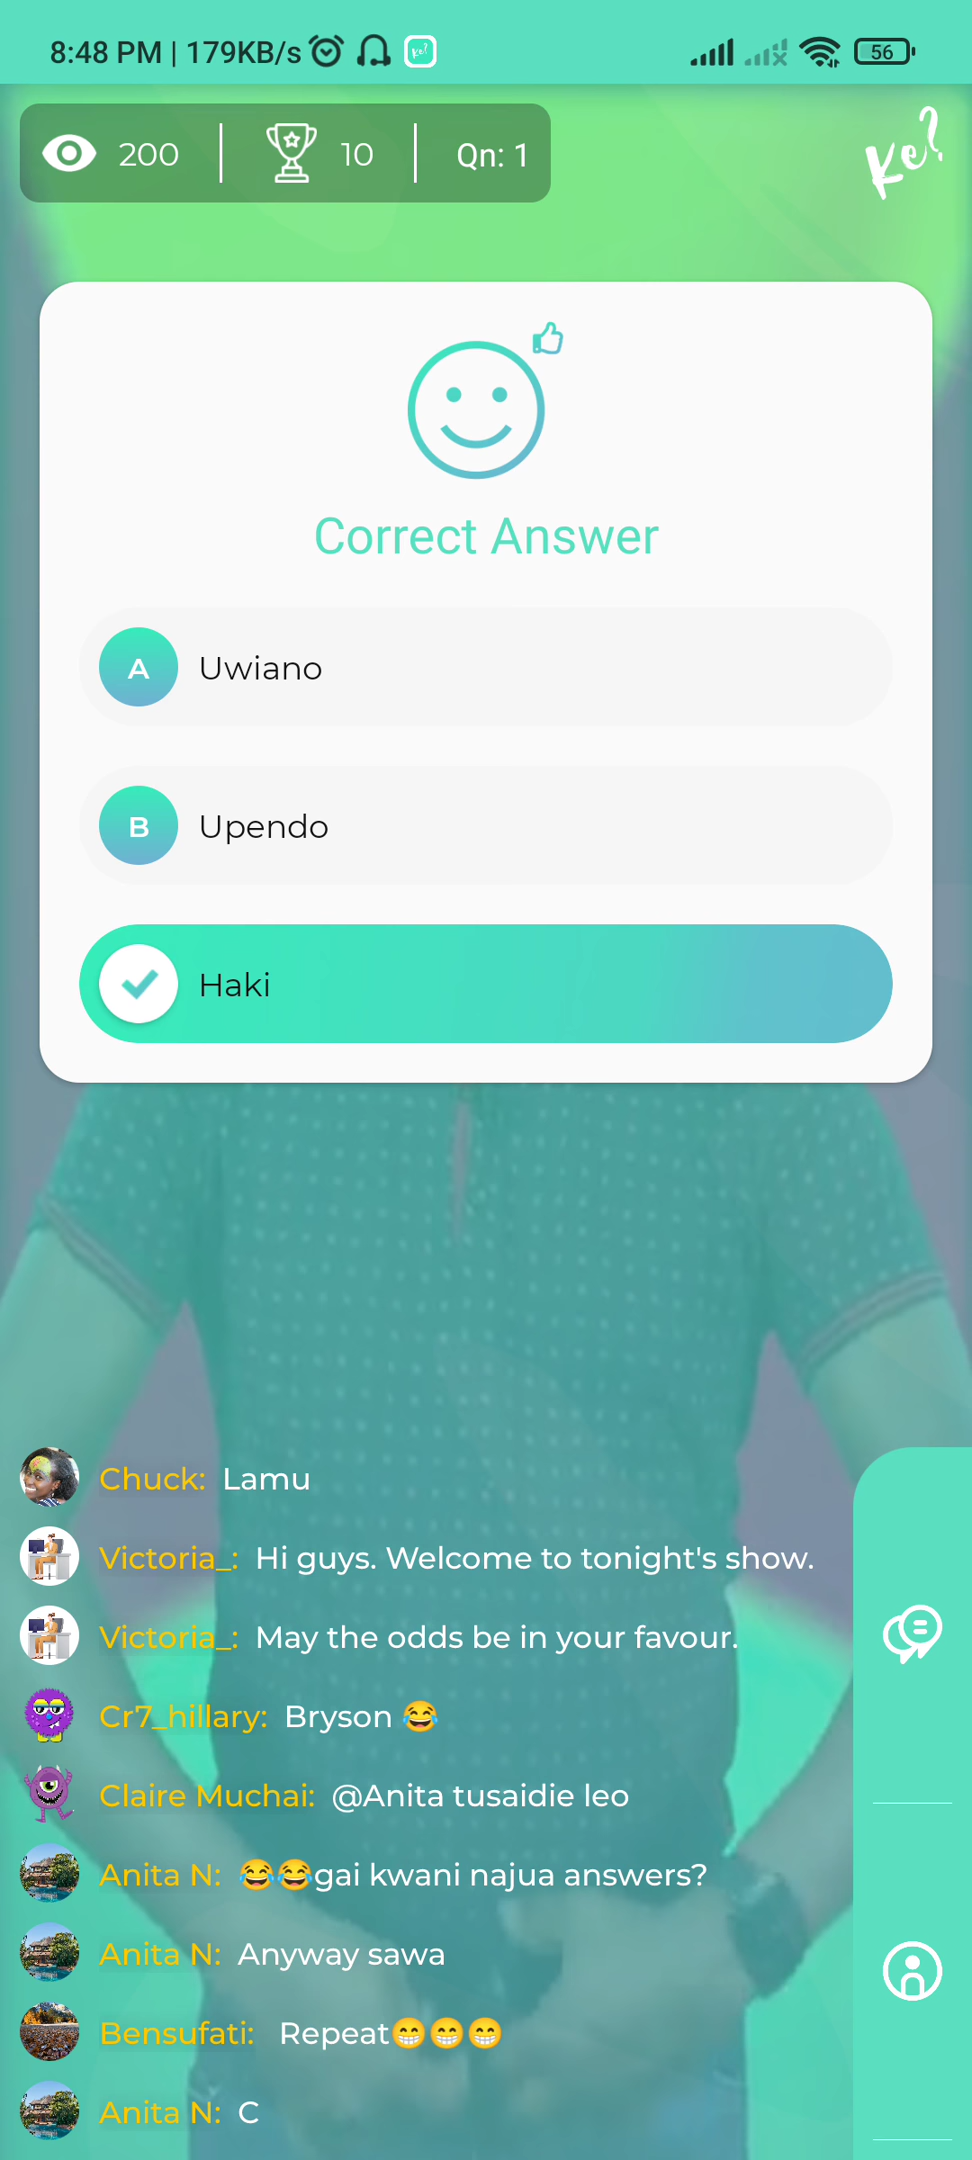 8:48 PM | 179KB/s Ke? 56
200 | 10 | Qn: 1
Ke?
Correct Answer
A Uwiano
B Upendo
Haki
Chuck: Lamu
Victoria_: Hi guys. Welcome to tonight's show.
Victoria_: May the odds be in your favour.
Cr7_hillary: Bryson 😂
Claire Muchai: @Anita tusaidie leo
Anita N: 😂😂gai kwani najua answers?
Anita N: Anyway sawa
Bensufati: Repeat😁😁😁
Anita N: C